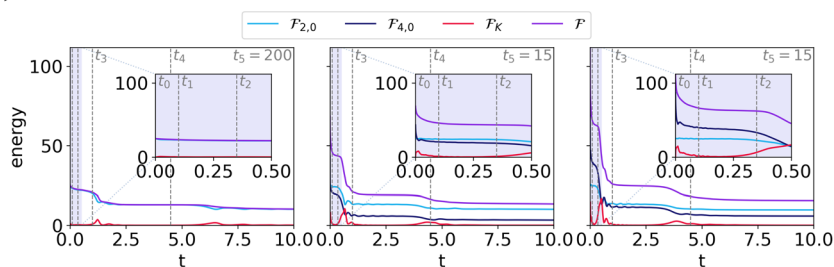 )
F₂,₀ F₄,₀ F_K F
t₃ t₄ t₅ = 200 t₃ t₄ t₅ = 15 t₃ t₄ t₅ = 15
100 100 100
t₀ t₁ t₂ t₀ t₁ t₂ t₀ t₁ t₂
0 0 0
0.00 0.25 0.50 0.00 0.25 0.50 0.00 0.25 0.50
energy
100
50
0
0.0 2.5 5.0 7.5 10.0 0.0 2.5 5.0 7.5 10.0 0.0 2.5 5.0 7.5 10.0
t t t